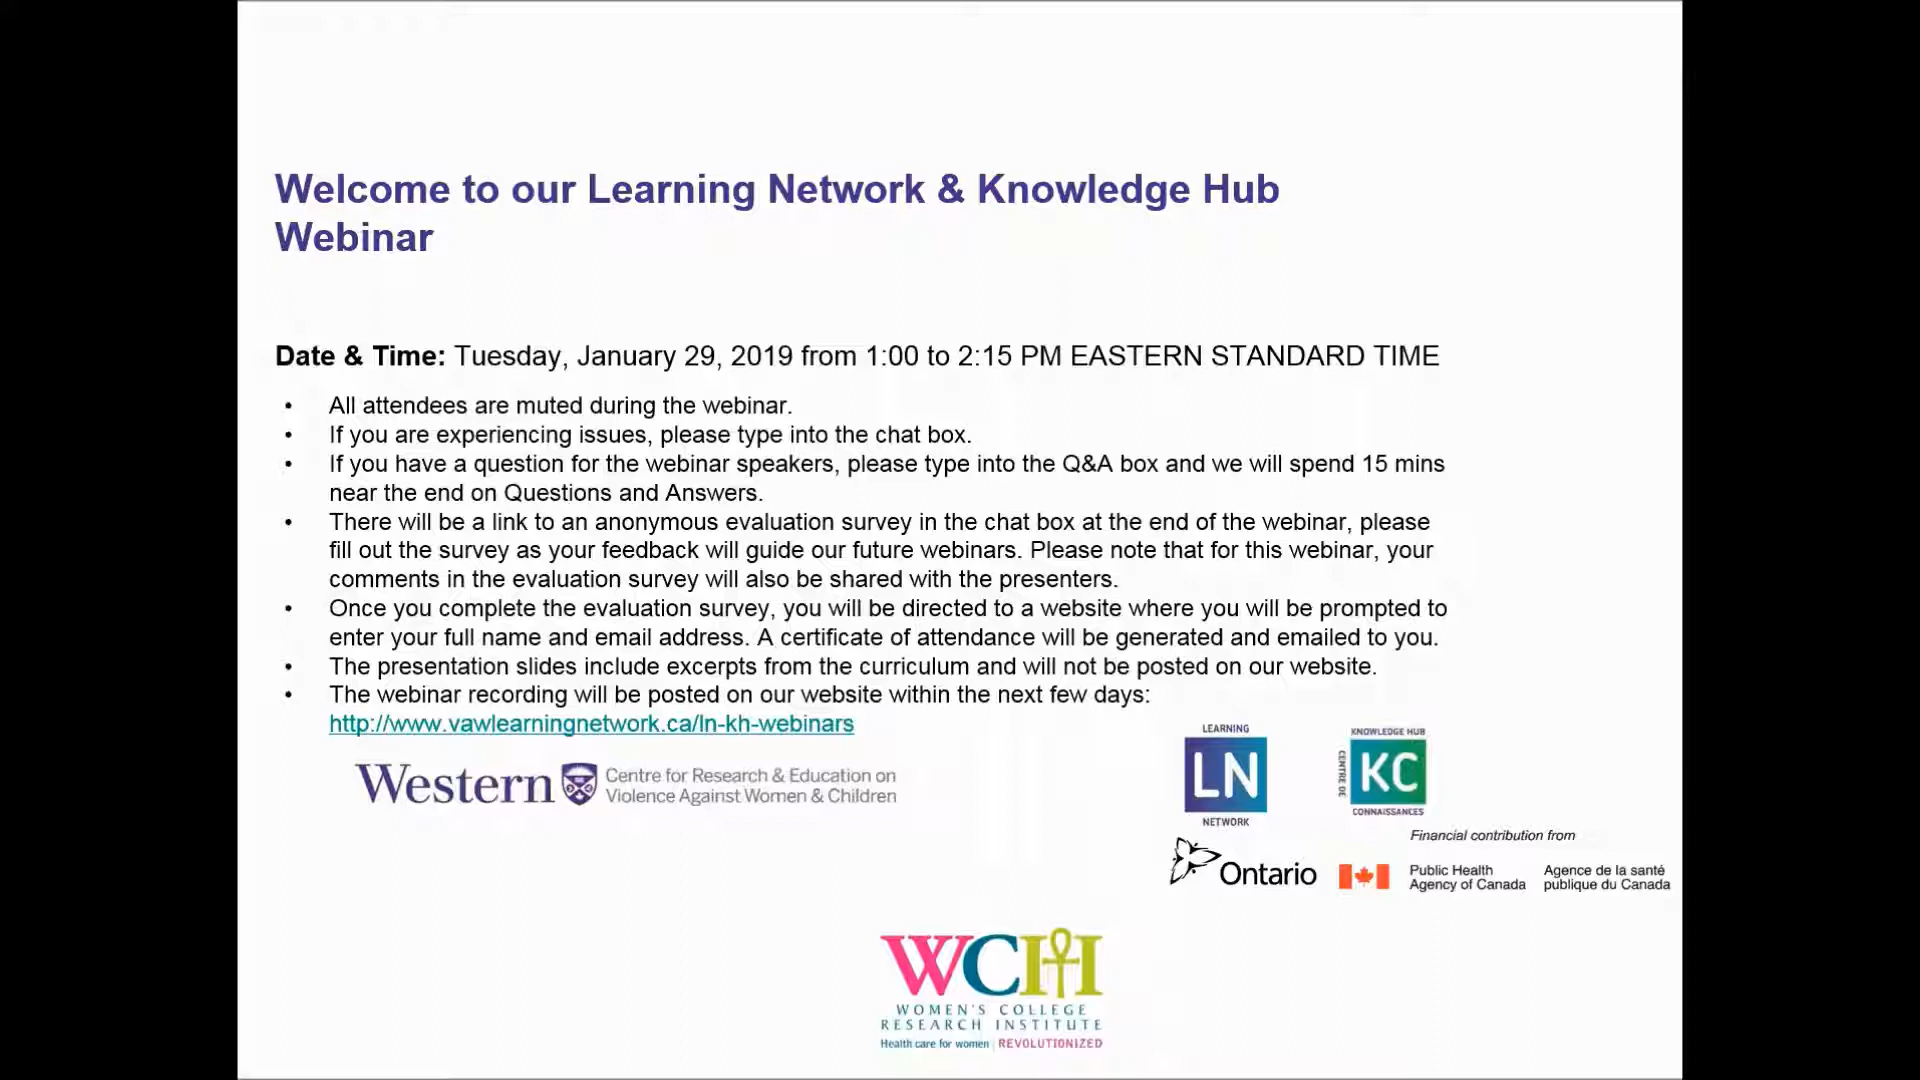 Welcome to our Learning Network & Knowledge Hub
Webinar
Date & Time: Tuesday, January 29, 2019 from 1:00 to 2:15 PM EASTERN STANDARD TIME
• All attendees are muted during the webinar.
• If you are experiencing issues, please type into the chat box.
• If you have a question for the webinar speakers, please type into the Q&A box and we will spend 15 mins
near the end on Questions and Answers.
• There will be a link to an anonymous evaluation survey in the chat box at the end of the webinar, please
fill out the survey as your feedback will guide our future webinars. Please note that for this webinar, your
comments in the evaluation survey will also be shared with the presenters.
• Once you complete the evaluation survey, you will be directed to a website where you will be prompted to
enter your full name and email address. A certificate of attendance will be generated and emailed to you.
• The presentation slides include excerpts from the curriculum and will not be posted on our website.
• The webinar recording will be posted on our website within the next few days:
http://www.vawlearningnetwork.ca/ln-kh-webinars
Western
Centre for Research & Education on
Violence Against Women & Children
LEARNING
LN
NETWORK
KNOWLEDGE HUB
CENTRE DE
KC
CONNAISSANCES
Financial contribution from
Ontario
Public Health
Agency of Canada
Agence de la santé
publique du Canada
WCHI
WOMEN'S COLLEGE
RESEARCH INSTITUTE
Health care for women | REVOLUTIONIZED